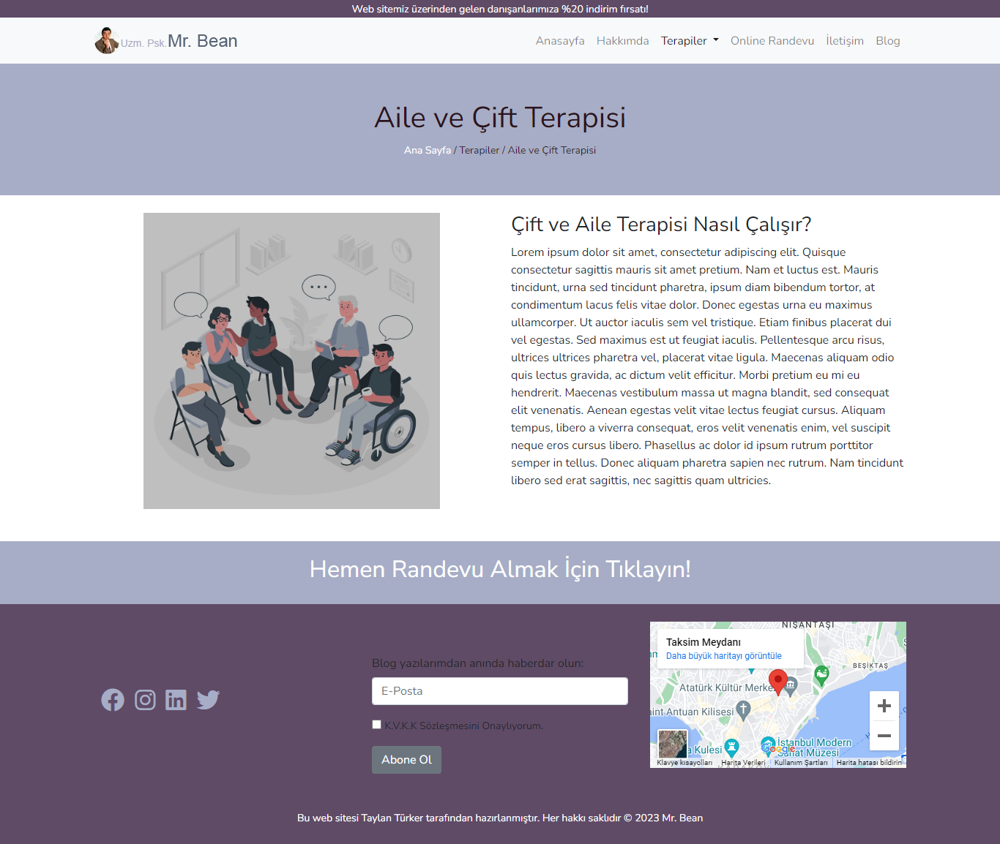 Web sitemiz üzerinden gelen danışanlarımıza %20 indirim fırsatı!
Uzm. Psk.Mr. Bean
Anasayfa Hakkımda Terapiler Online Randevu İletişim Blog
Aile ve Çift Terapisi
Ana Sayfa / Terapiler / Aile ve Çift Terapisi
Çift ve Aile Terapisi Nasıl Çalışır?
Lorem ipsum dolor sit amet, consectetur adipiscing elit. Quisque
consectetur sagittis mauris sit amet pretium. Nam et luctus est. Mauris
tincidunt, urna sed tincidunt pharetra, ipsum diam bibendum tortor, at
condimentum lacus felis vitae dolor. Donec egestas urna eu maximus
ullamcorper. Ut auctor iaculis sem vel tristique. Etiam finibus placerat dui
vel egestas. Sed maximus est ut feugiat iaculis. Pellentesque arcu risus,
ultrices ultrices pharetra vel, placerat vitae ligula. Maecenas aliquam odio
quis lectus gravida, ac dictum velit efficitur. Morbi pretium eu mi eu
hendrerit. Maecenas vestibulum massa ut magna blandit, sed consequat
elit venenatis. Aenean egestas velit vitae lectus feugiat cursus. Aliquam
tempus, libero a viverra consequat, eros velit venenatis enim, vel suscipit
neque eros cursus libero. Phasellus ac dolor id ipsum rutrum porttitor
semper in tellus. Donec aliquam pharetra sapien nec rutrum. Nam tincidunt
libero sed erat sagittis, nec sagittis quam ultricies.
Hemen Randevu Almak İçin Tıklayın!
Blog yazılarımdan anında haberdar olun:
E-Posta
K.V.K.K Sözleşmesini Onaylıyorum.
Abone Ol
NİŞANTAŞI
Taksim Meydanı
Daha büyük haritayı görüntüle
BEŞİKTAŞ
Atatürk Kültür Merke
int Antuan Kilisesi
a Kulesi
İstanbul Modern
Sanat Müzesi
Google
Klavye kısayolları Harita Verileri Kullanım Şartları Harita hatası bildirin
Bu web sitesi Taylan Türker tarafından hazırlanmıştır. Her hakkı saklıdır © 2023 Mr. Bean